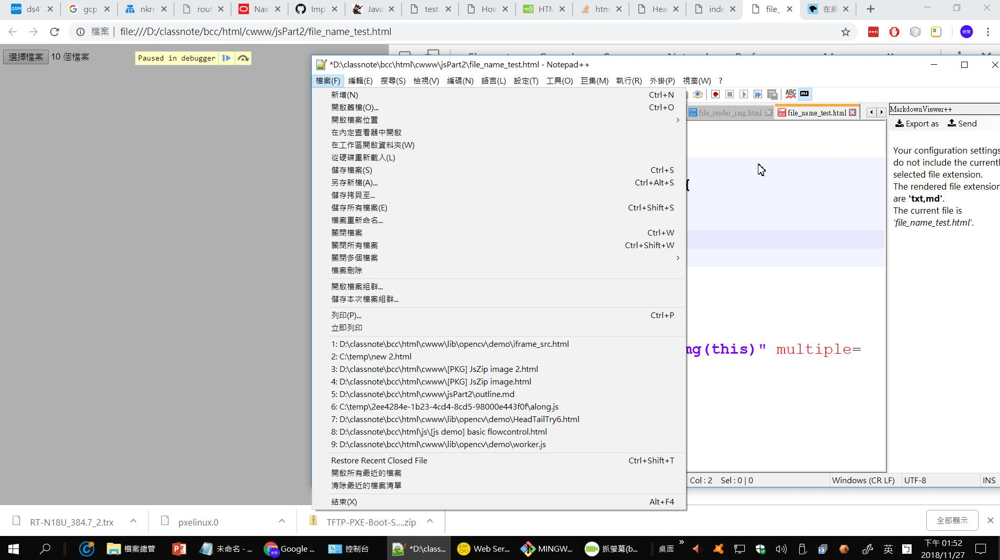 ds4
gcp
nkrr
rout
Nas
Imp
Java
test.
How
HTM
htm
Hea
inde
file_
在網
檔案 | file:///D:/classnote/bcc/html/cwww/jsPart2/file_name_test.html
選擇檔案 10 個檔案
Paused in debugger
*D:\classnote\bcc\html\cwww\jsPart2\file_name_test.html - Notepad++
檔案(F) 編輯(E) 搜尋(S) 檢視(V) 編碼(N) 語言(L) 設定(T) 工具(O) 巨集(M) 執行(R) 外掛(P) 視窗(W) ?
新增(N) Ctrl+N
開啟舊檔(O)... Ctrl+O
開啟檔案位置
在內定查看器中開啟
在工作區開啟資料夾(W)
從硬碟重新載入(L)
儲存檔案(S) Ctrl+S
另存新檔(A)... Ctrl+Alt+S
儲存拷貝至...
儲存所有檔案(E) Ctrl+Shift+S
檔案重新命名...
關閉檔案 Ctrl+W
關閉所有檔案 Ctrl+Shift+W
關閉多個檔案
檔案刪除
開啟檔案組群...
儲存本次檔案組群...
列印(P)... Ctrl+P
立即列印
1: D:\classnote\bcc\html\cwww\lib\opencv\demo\iframe_src.html
2: C:\temp\new 2.html
3: D:\classnote\bcc\html\cwww\[PKG] JsZip image 2.html
4: D:\classnote\bcc\html\cwww\[PKG] JsZip image.html
5: D:\classnote\bcc\html\cwww\jsPart2\outline.md
6: C:\temp\2ee4284e-1b23-4cd4-8cd5-98000e443f0f\along.js
7: D:\classnote\bcc\html\cwww\lib\opencv\demo\HeadTailTry6.html
8: D:\classnote\bcc\html\js\[js demo] basic flowcontrol.html
9: D:\classnote\bcc\html\cwww\lib\opencv\demo\worker.js
Restore Recent Closed File Ctrl+Shift+T
開啟所有最近的檔案
清除最近的檔案清單
結束(X) Alt+F4
ABC
file_reader_img.html
file_name_test.html
{
mg(this)" multiple=
MarkdownViewer++
Export as Send
Your configuration settings
do not include the currentl
selected file extension.
The rendered file extension
are 'txt,md'.
The current file is
'file_name_test.html'.
Col : 2 Sel : 0 | 0 Windows (CR LF) UTF-8 INS
RT-N18U_384.7_2.trx
pxelinux.0
TFTP-PXE-Boot-S....zip
全部顯示
檔案總管
未命名 - ...
Google ...
控制台
*D:\class...
Web Ser...
MINGW...
抓螢幕(b...
桌面
英
下午 01:52
2018/11/27